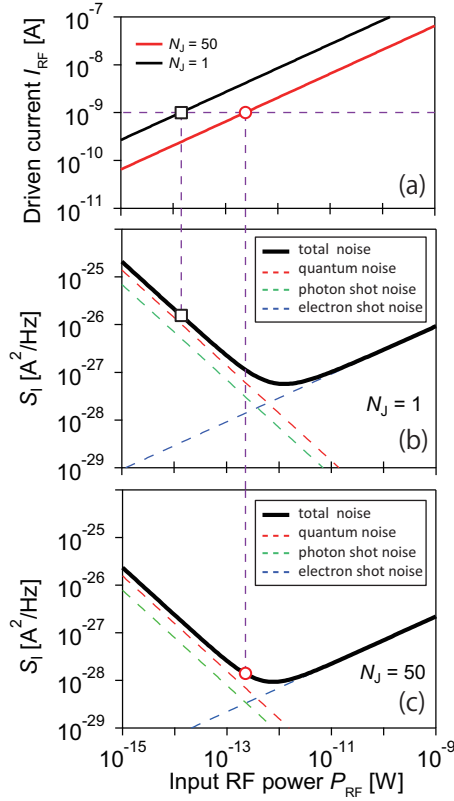 Driven current I_RF [A]
10^-7
10^-8
10^-9
10^-10
10^-11
N_J = 50
N_J = 1
(a)
S_I [A^2/Hz]
10^-25
10^-26
10^-27
10^-28
10^-29
total noise
quantum noise
photon shot noise
electron shot noise
N_J = 1
(b)
S_I [A^2/Hz]
10^-25
10^-26
10^-27
10^-28
10^-29
total noise
quantum noise
photon shot noise
electron shot noise
N_J = 50
(c)
10^-15
10^-13
10^-11
10^-9
Input RF power P_RF [W]